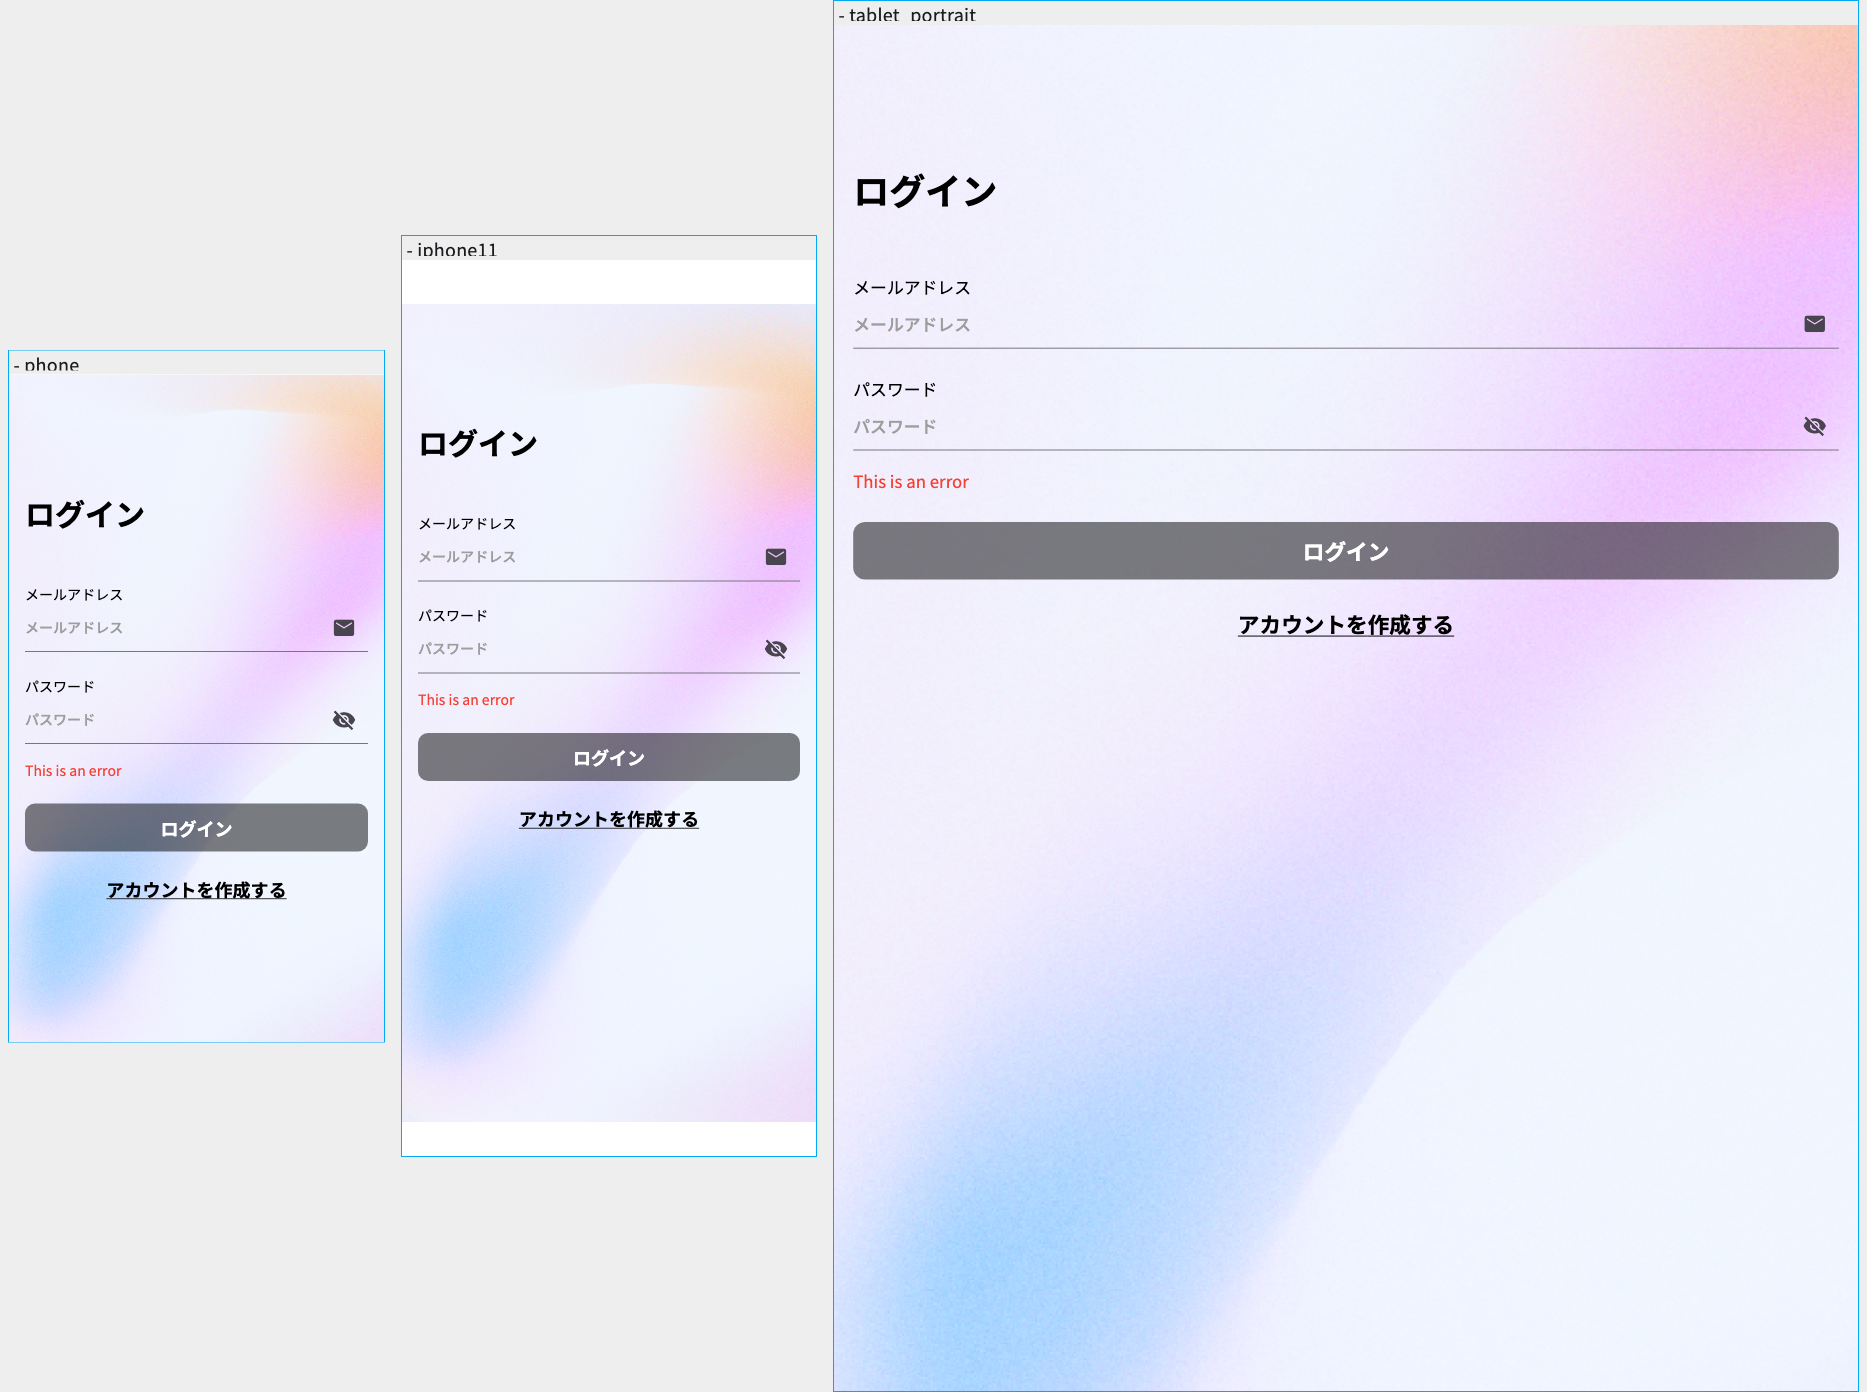 - phone
ログイン
メールアドレス
メールアドレス
パスワード
パスワード
This is an error
ログイン
アカウントを作成する
- iphone11
ログイン
メールアドレス
メールアドレス
パスワード
パスワード
This is an error
ログイン
アカウントを作成する
- tablet_portrait
ログイン
メールアドレス
メールアドレス
パスワード
パスワード
This is an error
ログイン
アカウントを作成する